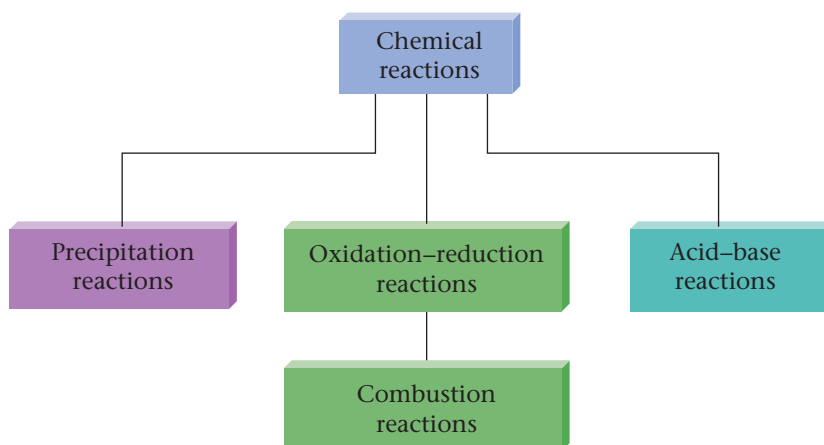 Chemical
reactions
Precipitation
reactions
Oxidation–reduction
reactions
Acid–base
reactions
Combustion
reactions